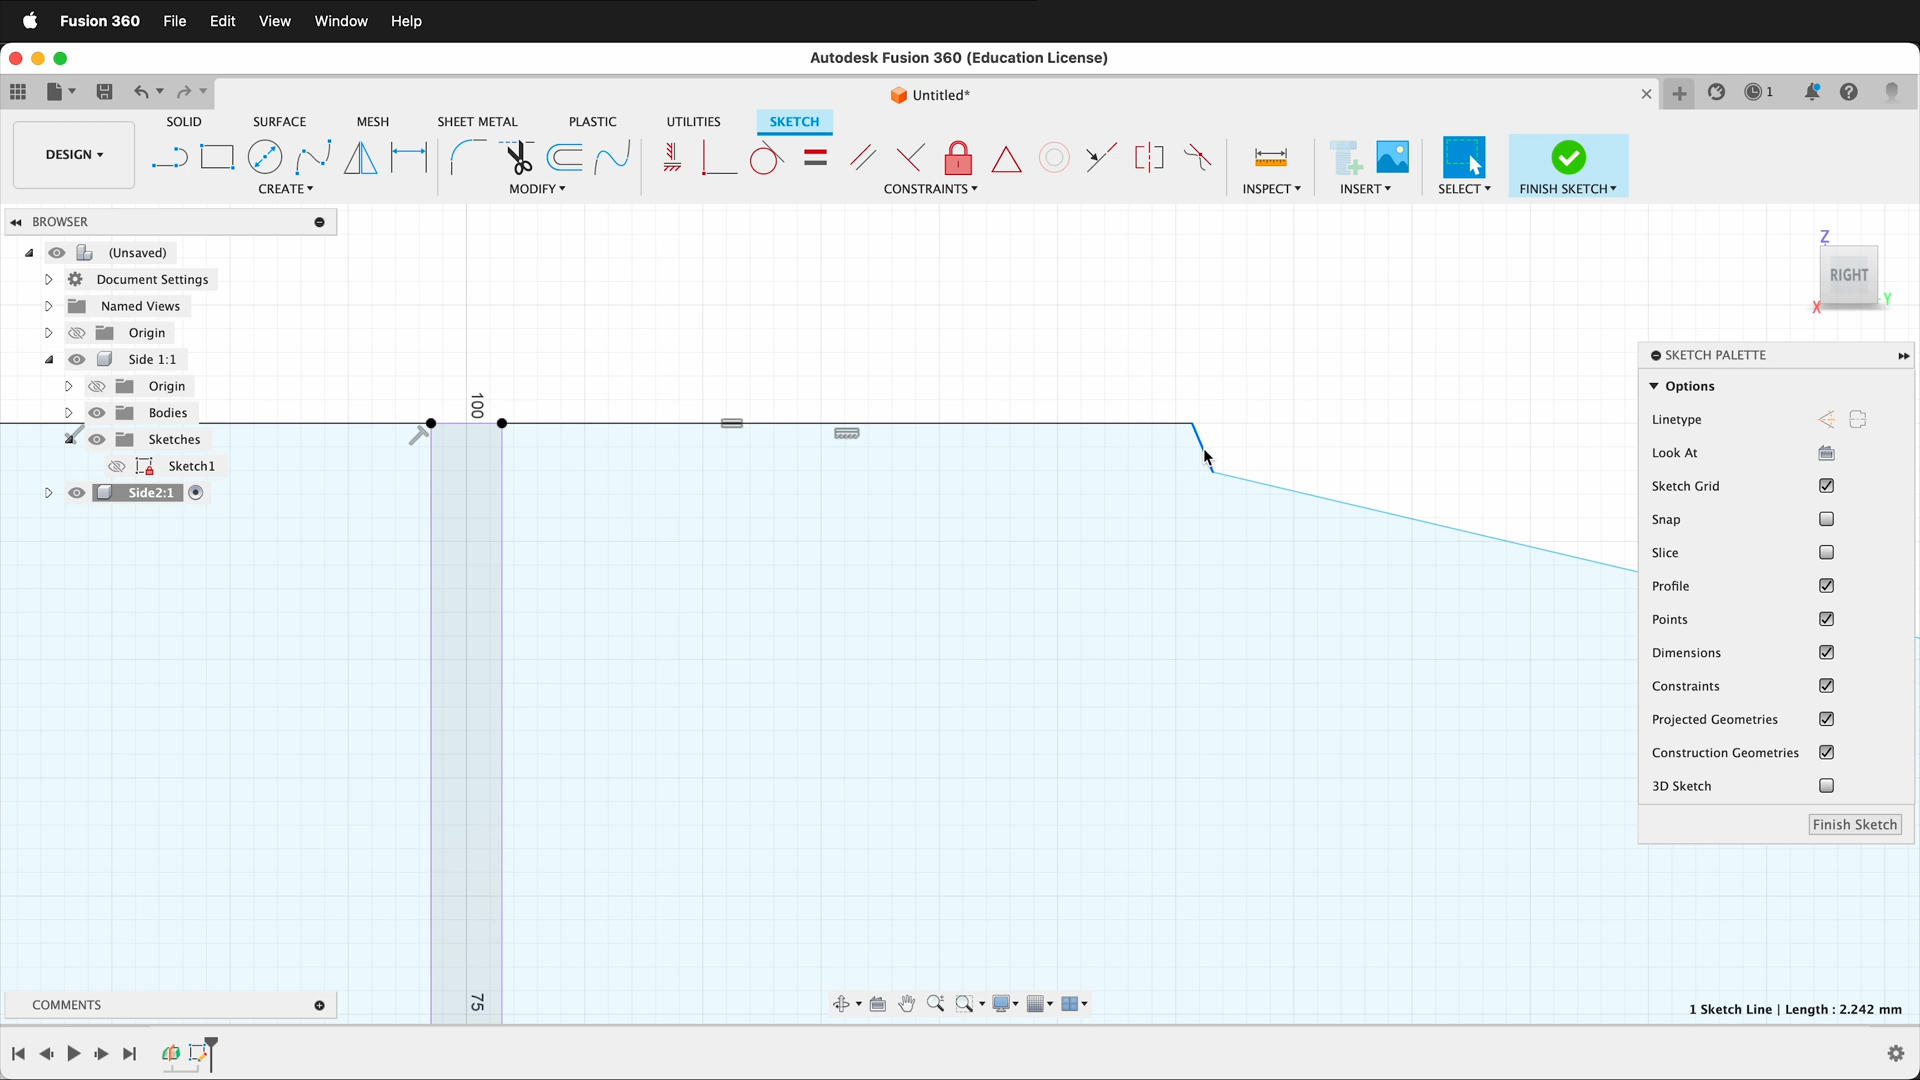 Fusion 360 File Edit View Window Help
Autodesk Fusion 360 (Education License)
Untitled*
1
SOLID SURFACE MESH SHEET METAL PLASTIC UTILITIES SKETCH
DESIGN
CREATE MODIFY CONSTRAINTS INSPECT INSERT SELECT FINISH SKETCH
BROWSER
(Unsaved)
Document Settings
Named Views
Origin
Side 1:1
Origin
Bodies
Sketches
Sketch1
Side2:1
100
75
Z
RIGHT
X
Y
SKETCH PALETTE
Options
Linetype
Look At
Sketch Grid
Snap
Slice
Profile
Points
Dimensions
Constraints
Projected Geometries
Construction Geometries
3D Sketch
Finish Sketch
COMMENTS
1 Sketch Line | Length : 2.242 mm